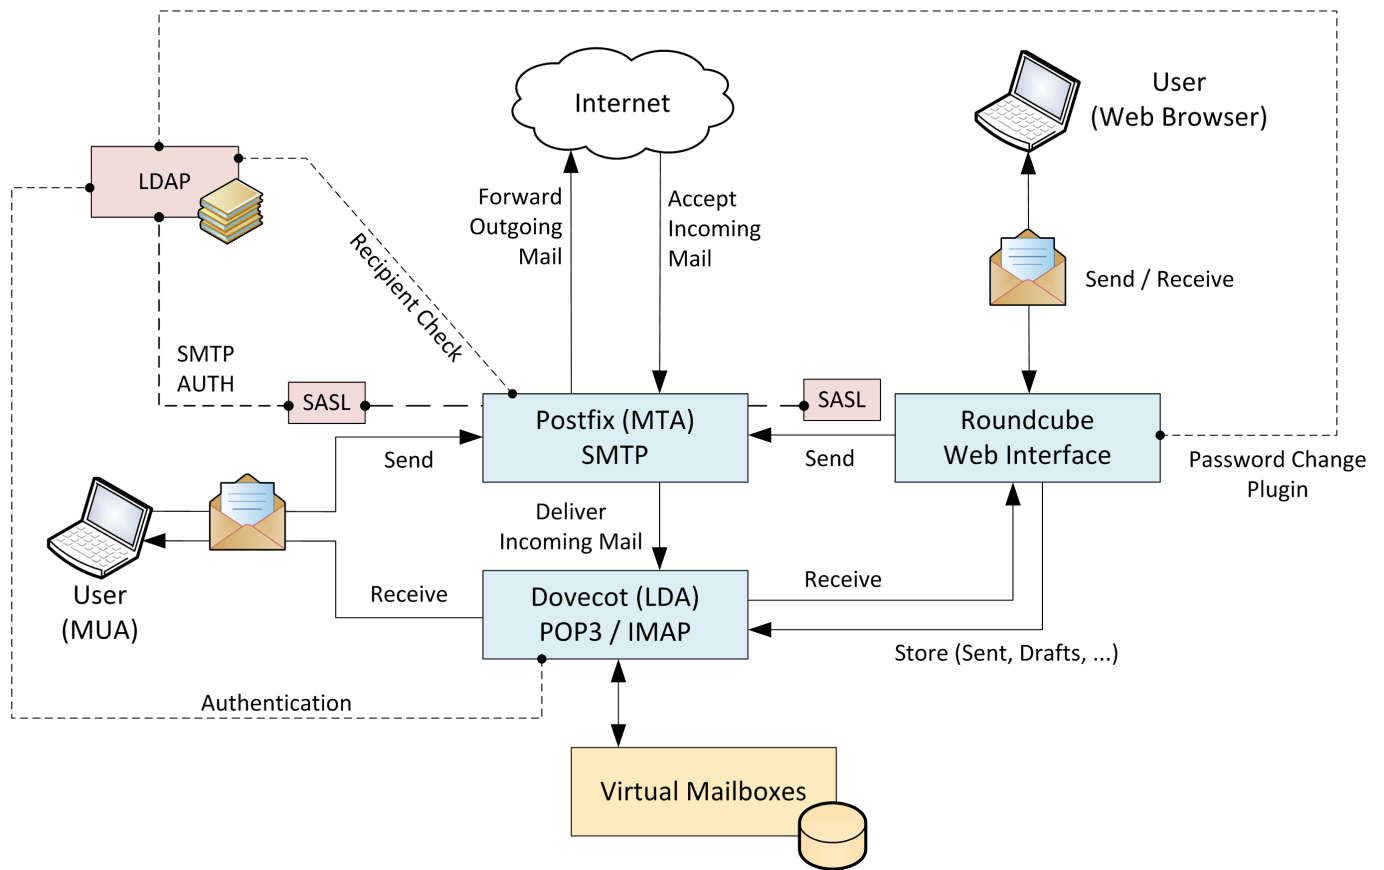 Internet
User
(Web Browser)
LDAP
Forward
Outgoing
Mail
Accept
Incoming
Mail
Recipient Check
Send / Receive
SMTP
AUTH
SASL
SASL
Postfix (MTA)
SMTP
Roundcube
Web Interface
Send
Send
Password Change
Plugin
Deliver
Incoming Mail
User
(MUA)
Receive
Dovecot (LDA)
POP3 / IMAP
Receive
Store (Sent, Drafts, ...)
Authentication
Virtual Mailboxes